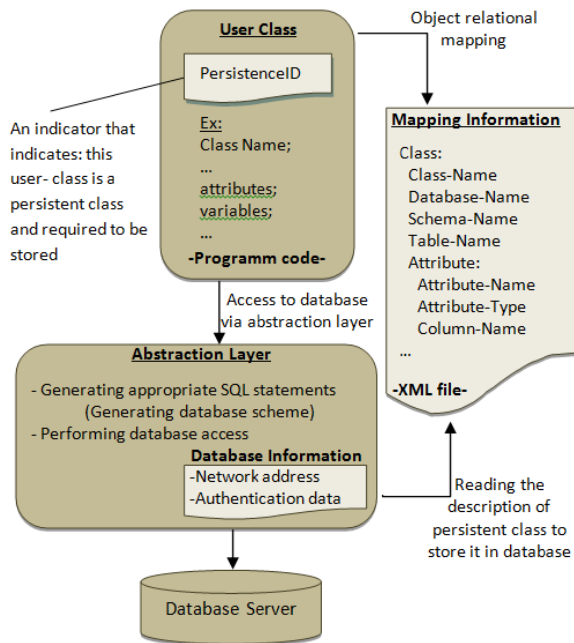 User Class
PersistenceID
Ex:
Class Name;
...
attributes;
variables;
...
-Programm code-
An indicator that
indicates: this
user- class is a
persistent class
and required to be
stored
Object relational
mapping
Mapping Information
Class:
Class-Name
Database-Name
Schema-Name
Table-Name
Attribute:
Attribute-Name
Attribute-Type
Column-Name
...
-XML file-
Access to database
via abstraction layer
Abstraction Layer
- Generating appropriate SQL statements
(Generating database scheme)
- Performing database access
Database Information
-Network address
-Authentication data
Reading the
description of
persistent class to
store it in database
Database Server